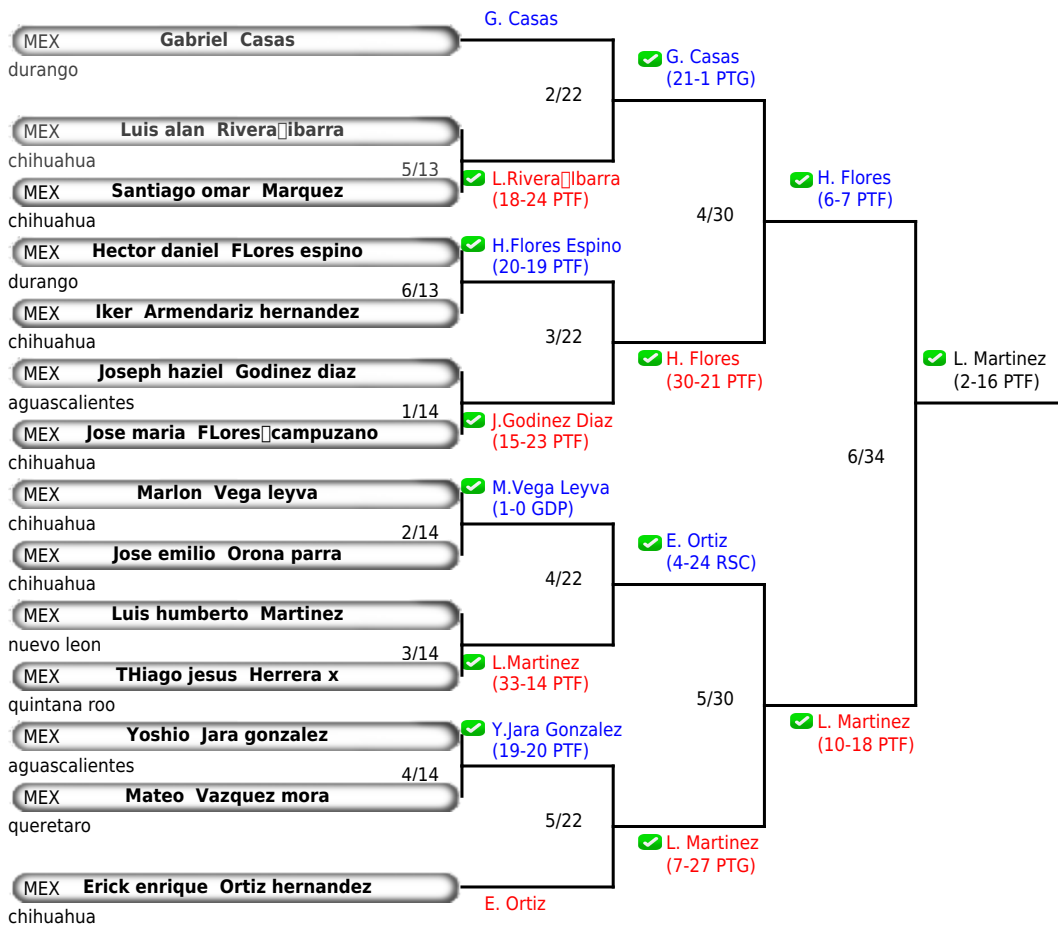 G. Casas
MEX Gabriel Casas
durango
G. Casas
(21-1 PTG)
2/22
MEX Luis alan Rivera▯ibarra
chihuahua
5/13
L.Rivera▯Ibarra
(18-24 PTF)
MEX Santiago omar Marquez
chihuahua
H. Flores
(6-7 PTF)
4/30
MEX Hector daniel FLores espino
durango
H.Flores Espino
(20-19 PTF)
6/13
MEX Iker Armendariz hernandez
chihuahua
3/22
H. Flores
(30-21 PTF)
MEX Joseph haziel Godinez diaz
aguascalientes
1/14
J.Godinez Diaz
(15-23 PTF)
MEX Jose maria FLores▯campuzano
chihuahua
L. Martinez
(2-16 PTF)
6/34
MEX Marlon Vega leyva
chihuahua
M.Vega Leyva
(1-0 GDP)
2/14
MEX Jose emilio Orona parra
chihuahua
E. Ortiz
(4-24 RSC)
4/22
MEX Luis humberto Martinez
nuevo leon
3/14
L.Martinez
(33-14 PTF)
MEX THiago jesus Herrera x
quintana roo
5/30
L. Martinez
(10-18 PTF)
MEX Yoshio Jara gonzalez
aguascalientes
Y.Jara Gonzalez
(19-20 PTF)
4/14
MEX Mateo Vazquez mora
queretaro
5/22
L. Martinez
(7-27 PTG)
MEX Erick enrique Ortiz hernandez
chihuahua
E. Ortiz